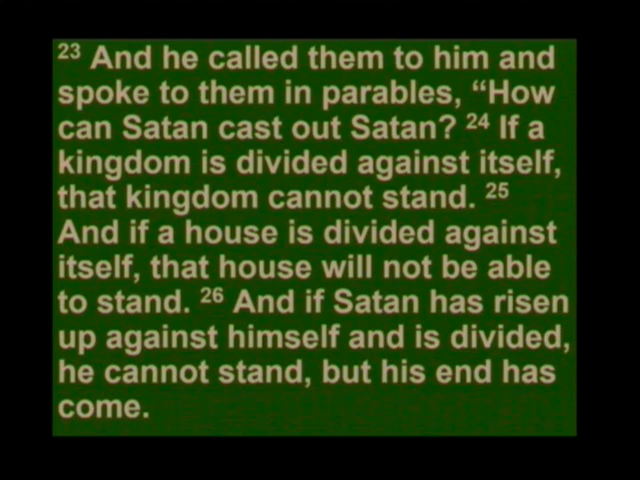 23 And he called them to him and
spoke to them in parables, “How
can Satan cast out Satan? 24 If a
kingdom is divided against itself,
that kingdom cannot stand. 25
And if a house is divided against
itself, that house will not be able
to stand. 26 And if Satan has risen
up against himself and is divided,
he cannot stand, but his end has
come.